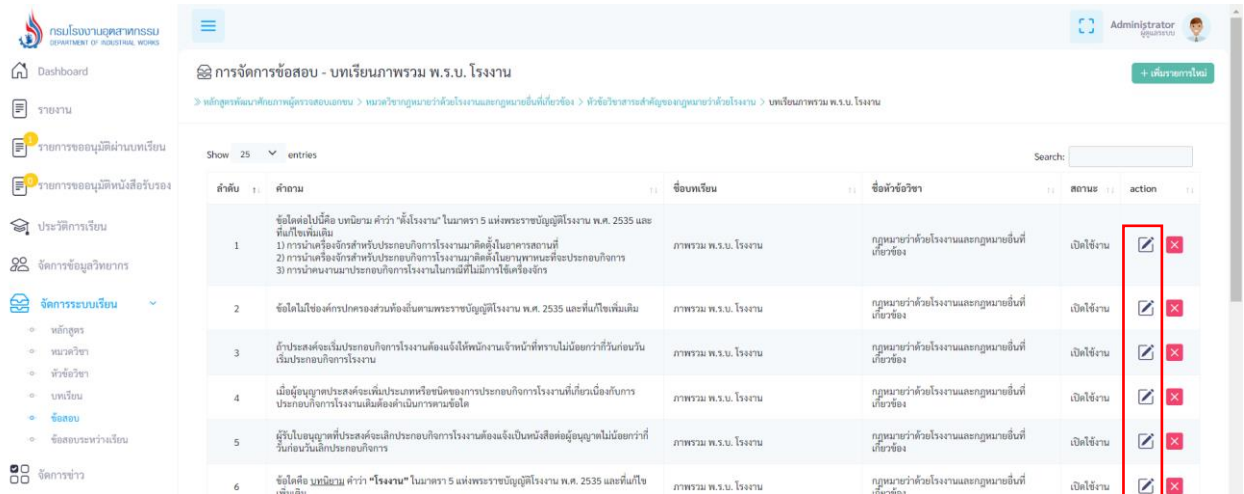 กรมโรงงานอุตสาหกรรม
DEPARTMENT OF INDUSTRIAL WORKS
Administrator
ผู้ดูแลระบบ
Dashboard
รายงาน
1
รายการขออนุมัติผ่านบทเรียน
0
รายการขออนุมัติหนังสือรับรอง
ประวัติการเรียน
จัดการข้อมูลวิทยากร
จัดการระบบเรียน
หลักสูตร
หมวดวิชา
หัวข้อวิชา
บทเรียน
ข้อสอบ
ข้อสอบระหว่างเรียน
จัดการข่าว
การจัดการข้อสอบ - บทเรียนภาพรวม พ.ร.บ. โรงงาน
+ เพิ่มรายการใหม่
หลักสูตรพัฒนาศักยภาพผู้ตรวจสอบเอกชน > หมวดวิชากฎหมายว่าด้วยโรงงานและกฎหมายอื่นที่เกี่ยวข้อง > หัวข้อวิชาสาระสำคัญของกฎหมายว่าด้วยโรงงาน > บทเรียนภาพรวม พ.ร.บ. โรงงาน
Show 25 entries
Search:
ลำดับ คำถาม ชื่อบทเรียน ชื่อหัวข้อวิชา สถานะ action
1
ข้อใดต่อไปนี้คือ บทนิยาม คำว่า "ตั้งโรงงาน" ในมาตรา 5 แห่งพระราชบัญญัติโรงงาน พ.ศ. 2535 และ
ที่แก้ไขเพิ่มเติม
1) การนำเครื่องจักรสำหรับประกอบกิจการโรงงานมาติดตั้งในอาคารสถานที่
2) การนำเครื่องจักรสำหรับประกอบกิจการโรงงานมาติดตั้งในยานพาหนะที่จะประกอบกิจการ
3) การนำคนงานมาประกอบกิจการโรงงานในกรณีที่ไม่มีการใช้เครื่องจักร
ภาพรวม พ.ร.บ. โรงงาน
กฎหมายว่าด้วยโรงงานและกฎหมายอื่นที่
เกี่ยวข้อง
เปิดใช้งาน
2
ข้อใดไม่ใช่องค์กรปกครองส่วนท้องถิ่นตามพระราชบัญญัติโรงงาน พ.ศ. 2535 และที่แก้ไขเพิ่มเติม
ภาพรวม พ.ร.บ. โรงงาน
กฎหมายว่าด้วยโรงงานและกฎหมายอื่นที่
เกี่ยวข้อง
เปิดใช้งาน
3
ถ้าประสงค์จะเริ่มประกอบกิจการโรงงานต้องแจ้งให้พนักงานเจ้าหน้าที่ทราบไม่น้อยกว่ากี่วันก่อนวัน
เริ่มประกอบกิจการโรงงาน
ภาพรวม พ.ร.บ. โรงงาน
กฎหมายว่าด้วยโรงงานและกฎหมายอื่นที่
เกี่ยวข้อง
เปิดใช้งาน
4
เมื่อผู้อนุญาตประสงค์จะเพิ่มประเภทหรือชนิดของการประกอบกิจการโรงงานที่เกี่ยวเนื่องกับการ
ประกอบกิจการโรงงานเดิมต้องดำเนินการตามข้อใด
ภาพรวม พ.ร.บ. โรงงาน
กฎหมายว่าด้วยโรงงานและกฎหมายอื่นที่
เกี่ยวข้อง
เปิดใช้งาน
5
ผู้รับใบอนุญาตที่ประสงค์จะเลิกประกอบกิจการโรงงานต้องแจ้งเป็นหนังสือต่อผู้อนุญาตไม่น้อยกว่ากี่
วันก่อนวันเลิกประกอบกิจการ
ภาพรวม พ.ร.บ. โรงงาน
กฎหมายว่าด้วยโรงงานและกฎหมายอื่นที่
เกี่ยวข้อง
เปิดใช้งาน
6
ข้อใดคือ บทนิยาม คำว่า "โรงงาน" ในมาตรา 5 แห่งพระราชบัญญัติโรงงาน พ.ศ. 2535 และที่แก้ไข
เพิ่มเติม
ภาพรวม พ.ร.บ. โรงงาน
กฎหมายว่าด้วยโรงงานและกฎหมายอื่นที่
เกี่ยวข้อง
เปิดใช้งาน